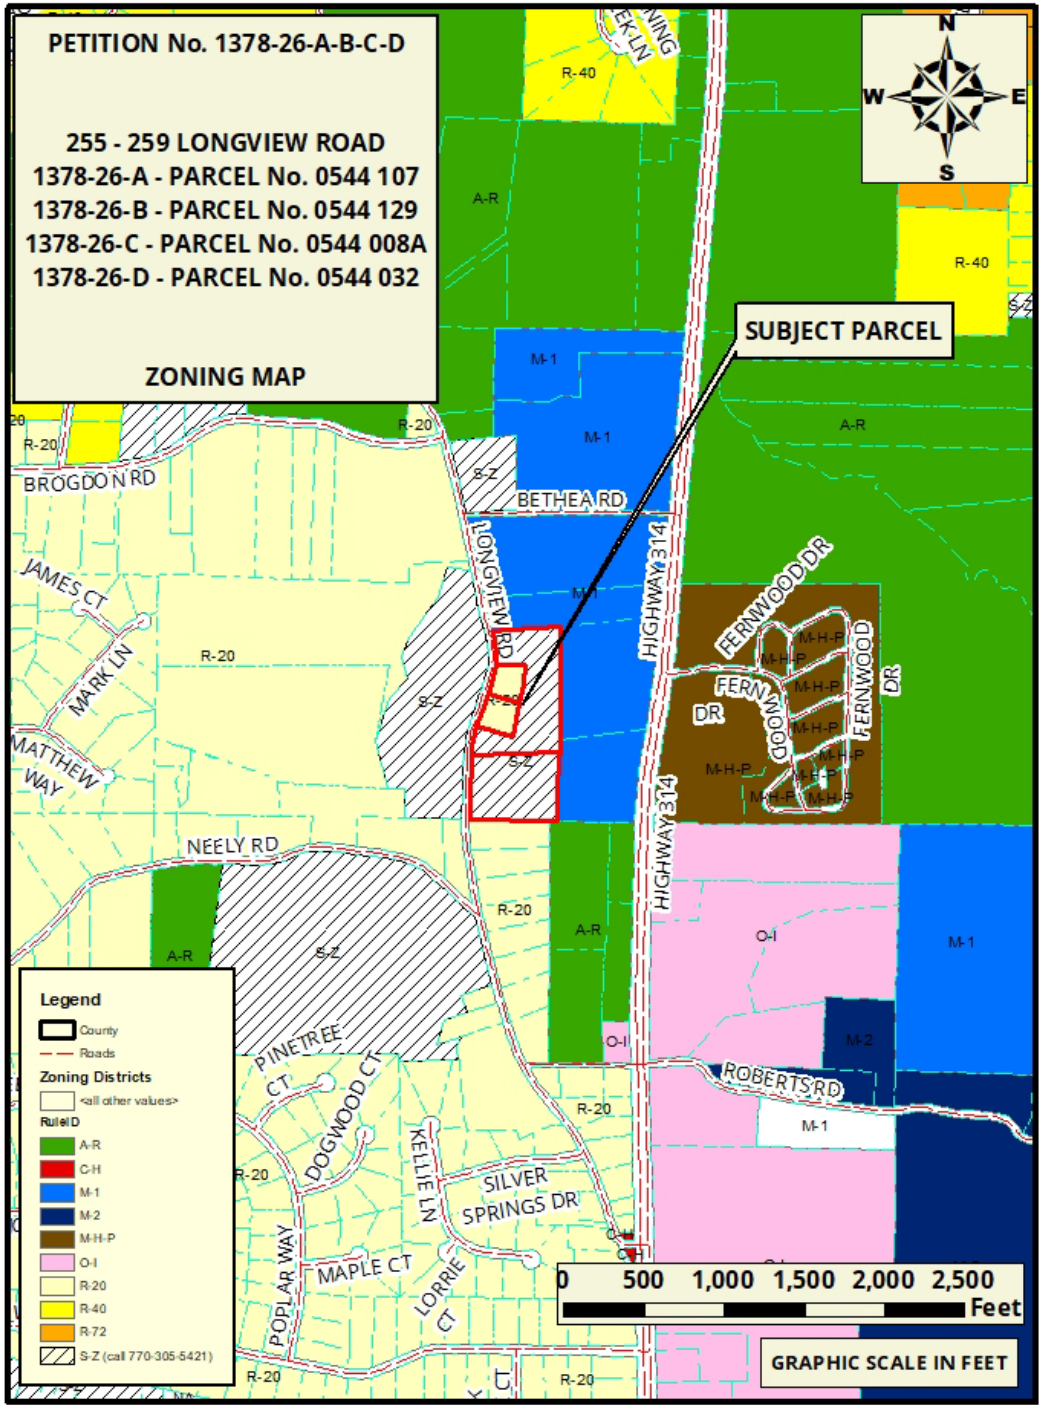 PETITION No. 1378-26-A-B-C-D
255 - 259 LONGVIEW ROAD
1378-26-A - PARCEL No. 0544 107
1378-26-B - PARCEL No. 0544 129
1378-26-C - PARCEL No. 0544 008A
1378-26-D - PARCEL No. 0544 032
ZONING MAP
N
W
E
S
R-40
A-R
R-40
S-Z
SUBJECT PARCEL
M-1
M-1
A-R
R-20
20
R-20
S-Z
BROGDON RD
BETHEA RD
LONGVIEW RD
HIGHWAY 314
M-1
JAMES CT
MARK LN
MATTHEW
WAY
R-20
S-Z
R-20
S-Z
FERNWOOD DR
FERNWOOD
DR
FERNWOOD
DR
M-H-P
M-H-P
M-H-P
M-H-P
M-H-P
M-H-P
M-H-P
M-H-P
M-H-P
HIGHWAY 314
NEELY RD
R-20
A-R
O-I
M-1
A-R
S-Z
O-I
M-2
ROBERTS RD
M-1
R-20
PINETREE
CT
DOGWOOD CT
KELLIE LN
SILVER
SPRINGS DR
R-20
POPLAR WAY
MAPLE CT
LORRIE
CT
C-H
C-H
R-20
R-20
CT
Legend
County
Roads
Zoning Districts
<all other values>
RuleID
A-R
C-H
M-1
M-2
M-H-P
O-I
R-20
R-40
R-72
S-Z (call 770-305-5421)
0 500 1,000 1,500 2,000 2,500
Feet
GRAPHIC SCALE IN FEET